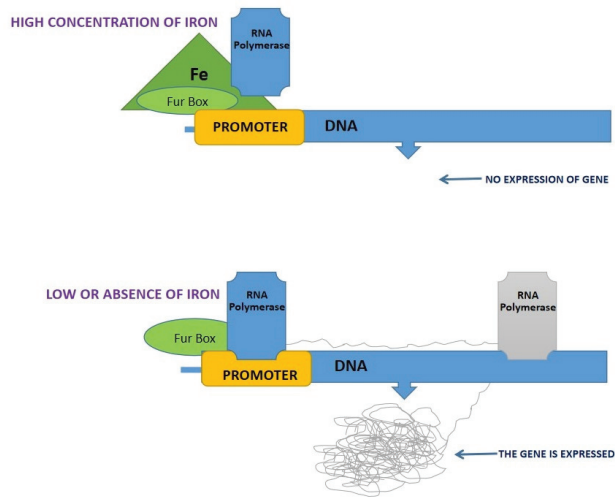 HIGH CONCENTRATION OF IRON
RNA
Polymerase
Fe
Fur Box
PROMOTER
DNA
NO EXPRESSION OF GENE
LOW OR ABSENCE OF IRON
RNA
Polymerase
RNA
Polymerase
Fur Box
PROMOTER
DNA
THE GENE IS EXPRESSED